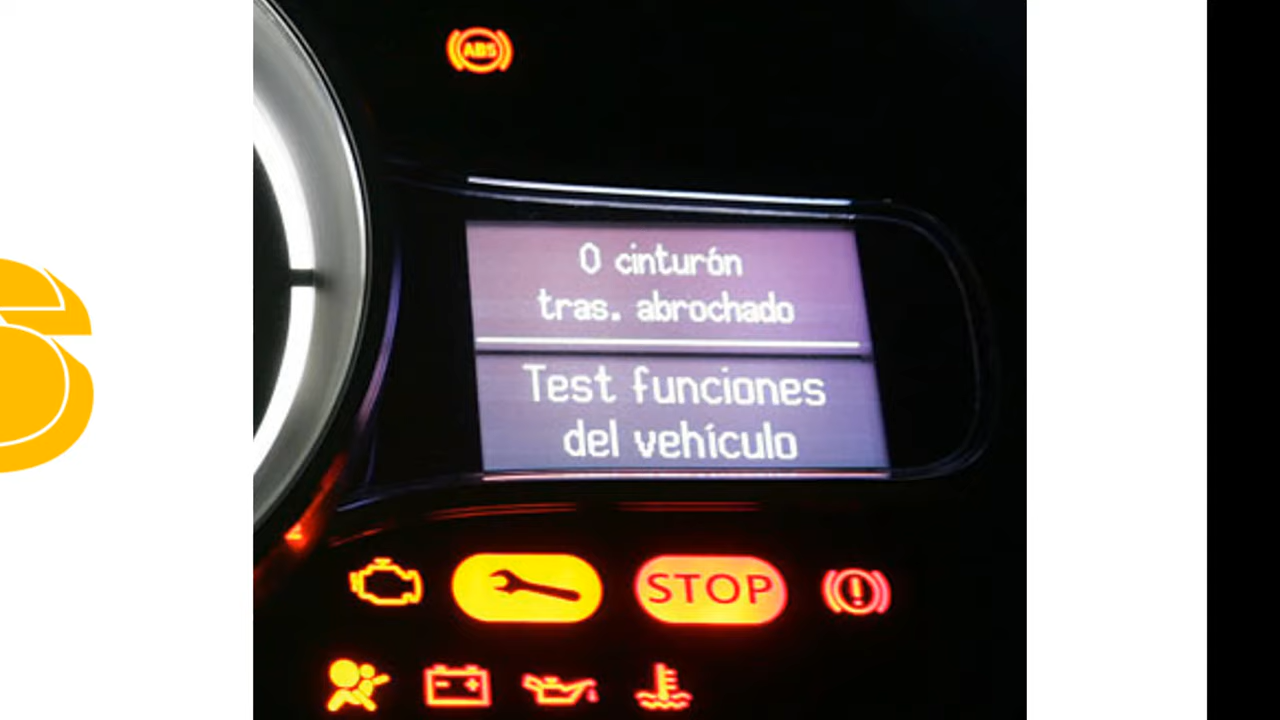 ABS
0 cinturón
tras. abrochado
Test funciones
del vehículo
STOP